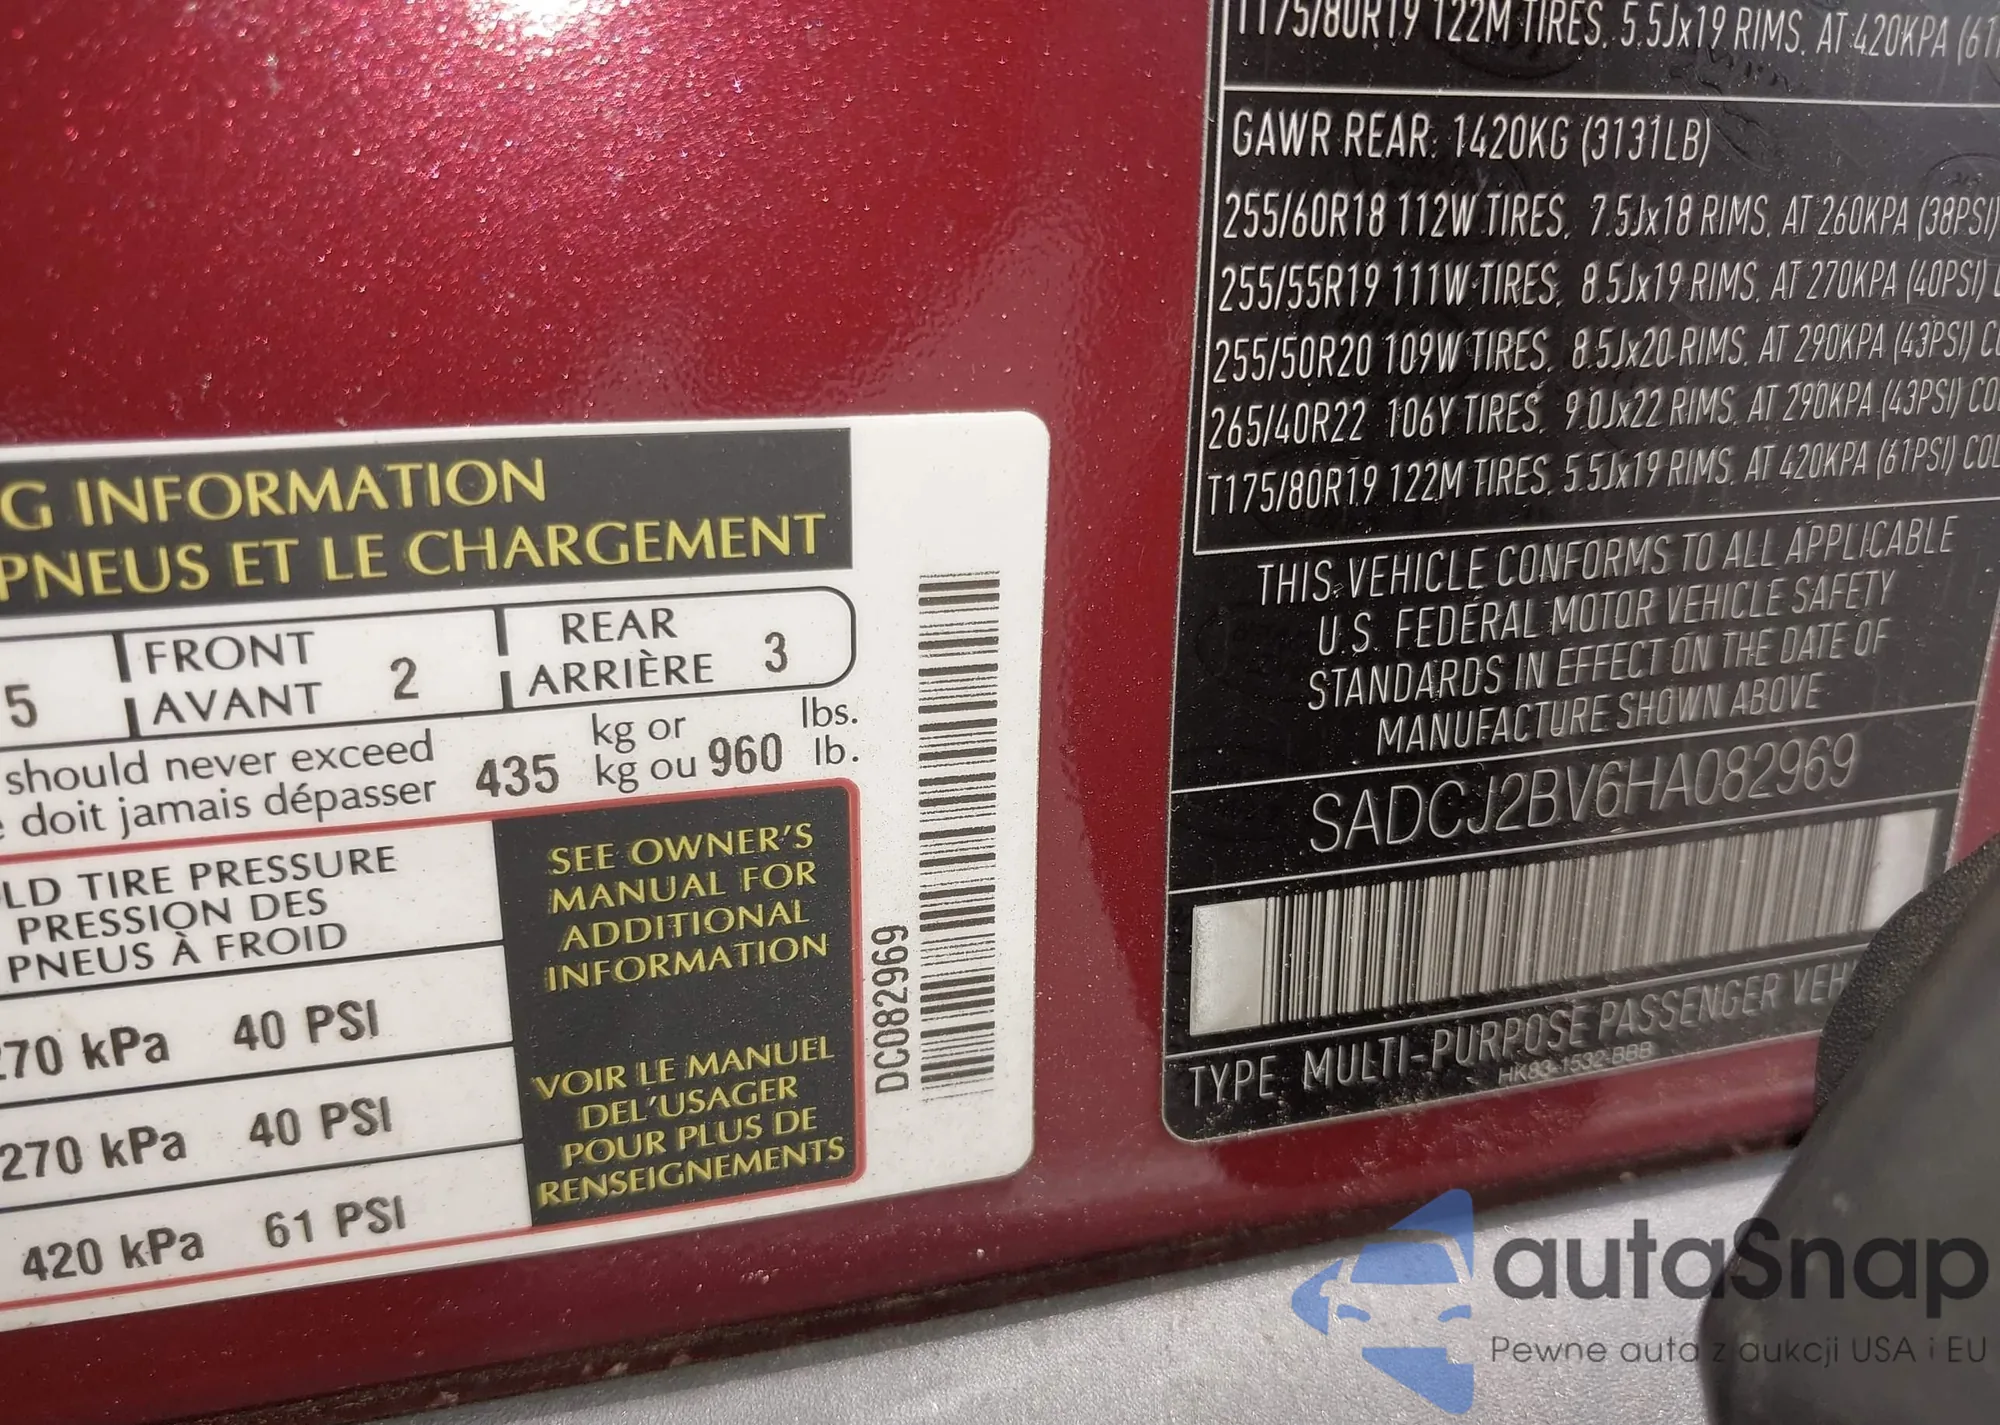 G INFORMATION
PNEUS ET LE CHARGEMENT
5
FRONT
AVANT
2
REAR
ARRIÈRE
3
should never exceed
doit jamais dépasser
435
kg or
kg ou
960
lbs.
lb.
LD TIRE PRESSURE
PRESSION DES
PNEUS À FROID
270 kPa 40 PSI
270 kPa 40 PSI
420 kPa 61 PSI
SEE OWNER'S
MANUAL FOR
ADDITIONAL
INFORMATION
VOIR LE MANUEL
DEL'USAGER
POUR PLUS DE
RENSEIGNEMENTS
DC082969
T175/80R19 122M TIRES, 5.5Jx19 RIMS, AT 420KPA (61
GAWR REAR: 1420KG (3131LB)
255/60R18 112W TIRES, 7.5Jx18 RIMS, AT 260KPA (38PSI)
255/55R19 111W TIRES, 8.5Jx19 RIMS, AT 270KPA (40PSI)
255/50R20 109W TIRES, 8.5Jx20 RIMS, AT 290KPA (43PSI) C
265/40R22 106Y TIRES, 9.0Jx22 RIMS, AT 290KPA (43PSI) CO
T175/80R19 122M TIRES, 5.5Jx19 RIMS, AT 420KPA (61PSI) COL
THIS VEHICLE CONFORMS TO ALL APPLICABLE
U.S. FEDERAL MOTOR VEHICLE SAFETY
STANDARDS IN EFFECT ON THE DATE OF
MANUFACTURE SHOWN ABOVE
SADCJ2BV6HA082969
TYPE: MULTI-PURPOSE PASSENGER VEH
HK83-1532-BBB
autaSnap
Pewne auta z aukcji USA i EU